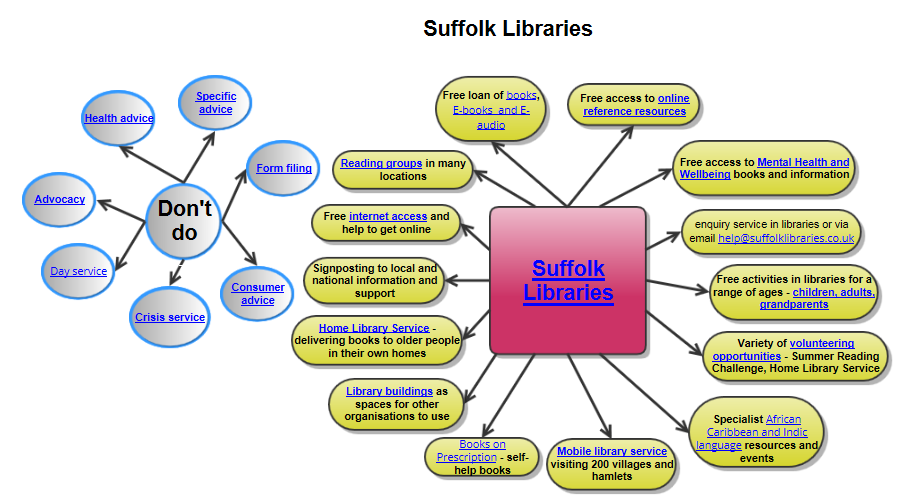 Suffolk Libraries
Specific
advice
Health advice
Form filing
Advocacy
Don't
do
Day service
Consumer
advice
Crisis service
Free loan of books,
E-books and E-
audio
Free access to online
reference resources
Reading groups in many
locations
Free access to Mental Health and
Wellbeing books and information
Free internet access and
help to get online
enquiry service in libraries or via
email help@suffolklibraries.co.uk
Suffolk
Libraries
Signposting to local and
national information and
support
Free activities in libraries for a
range of ages - children, adults,
grandparents
Home Library Service -
delivering books to older people
in their own homes
Variety of volunteering
opportunities - Summer Reading
Challenge, Home Library Service
Library buildings as
spaces for other
organisations to use
Specialist African
Caribbean and Indic
language resources and
events
Books on
Prescription - self-
help books
Mobile library service
visiting 200 villages and
hamlets